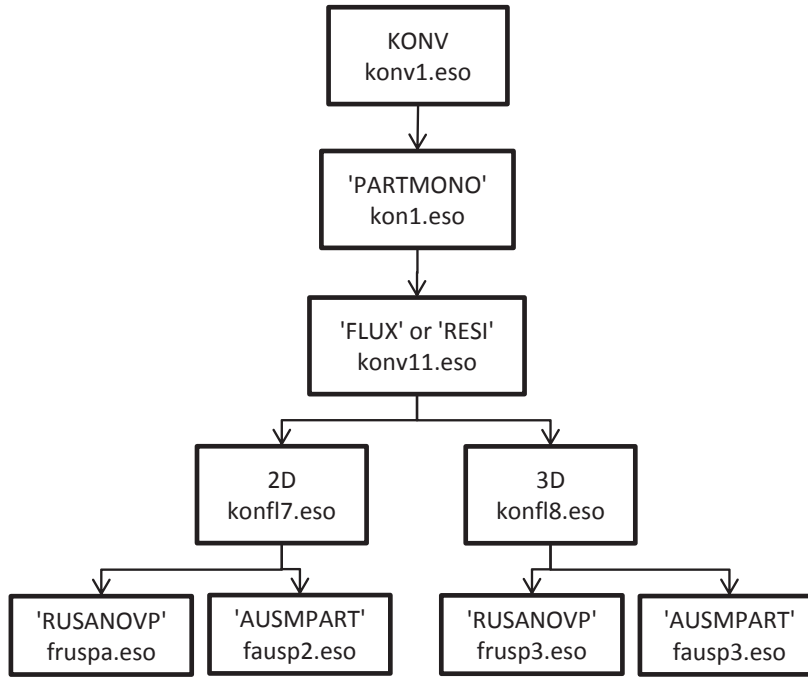 KONV
konv1.eso
'PARTMONO'
kon1.eso
'FLUX' or 'RESI'
konv11.eso
2D
konfl7.eso
3D
konfl8.eso
'RUSANOVP'
fruspa.eso
'AUSMPART'
fausp2.eso
'RUSANOVP'
frusp3.eso
'AUSMPART'
fausp3.eso